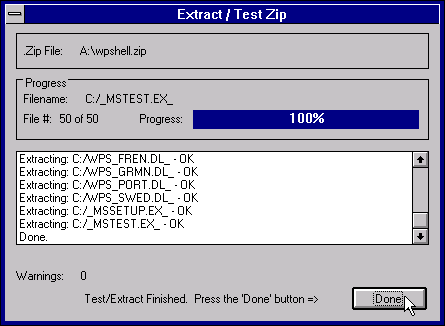 Extract / Test Zip
.Zip File: A:\wpshell.zip
Progress
Filename: C:/_MSTEST.EX_
File #: 50 of 50 Progress: 100%
Extracting: C:/WPS_FREN.DL_ - OK
Extracting: C:/WPS_GRMN.DL_ - OK
Extracting: C:/WPS_PORT.DL_ - OK
Extracting: C:/WPS_SWED.DL_ - OK
Extracting: C:/_MSSETUP.EX_ - OK
Extracting: C:/_MSTEST.EX_ - OK
Done.
Warnings: 0
Test/Extract Finished. Press the 'Done' button =>
Done